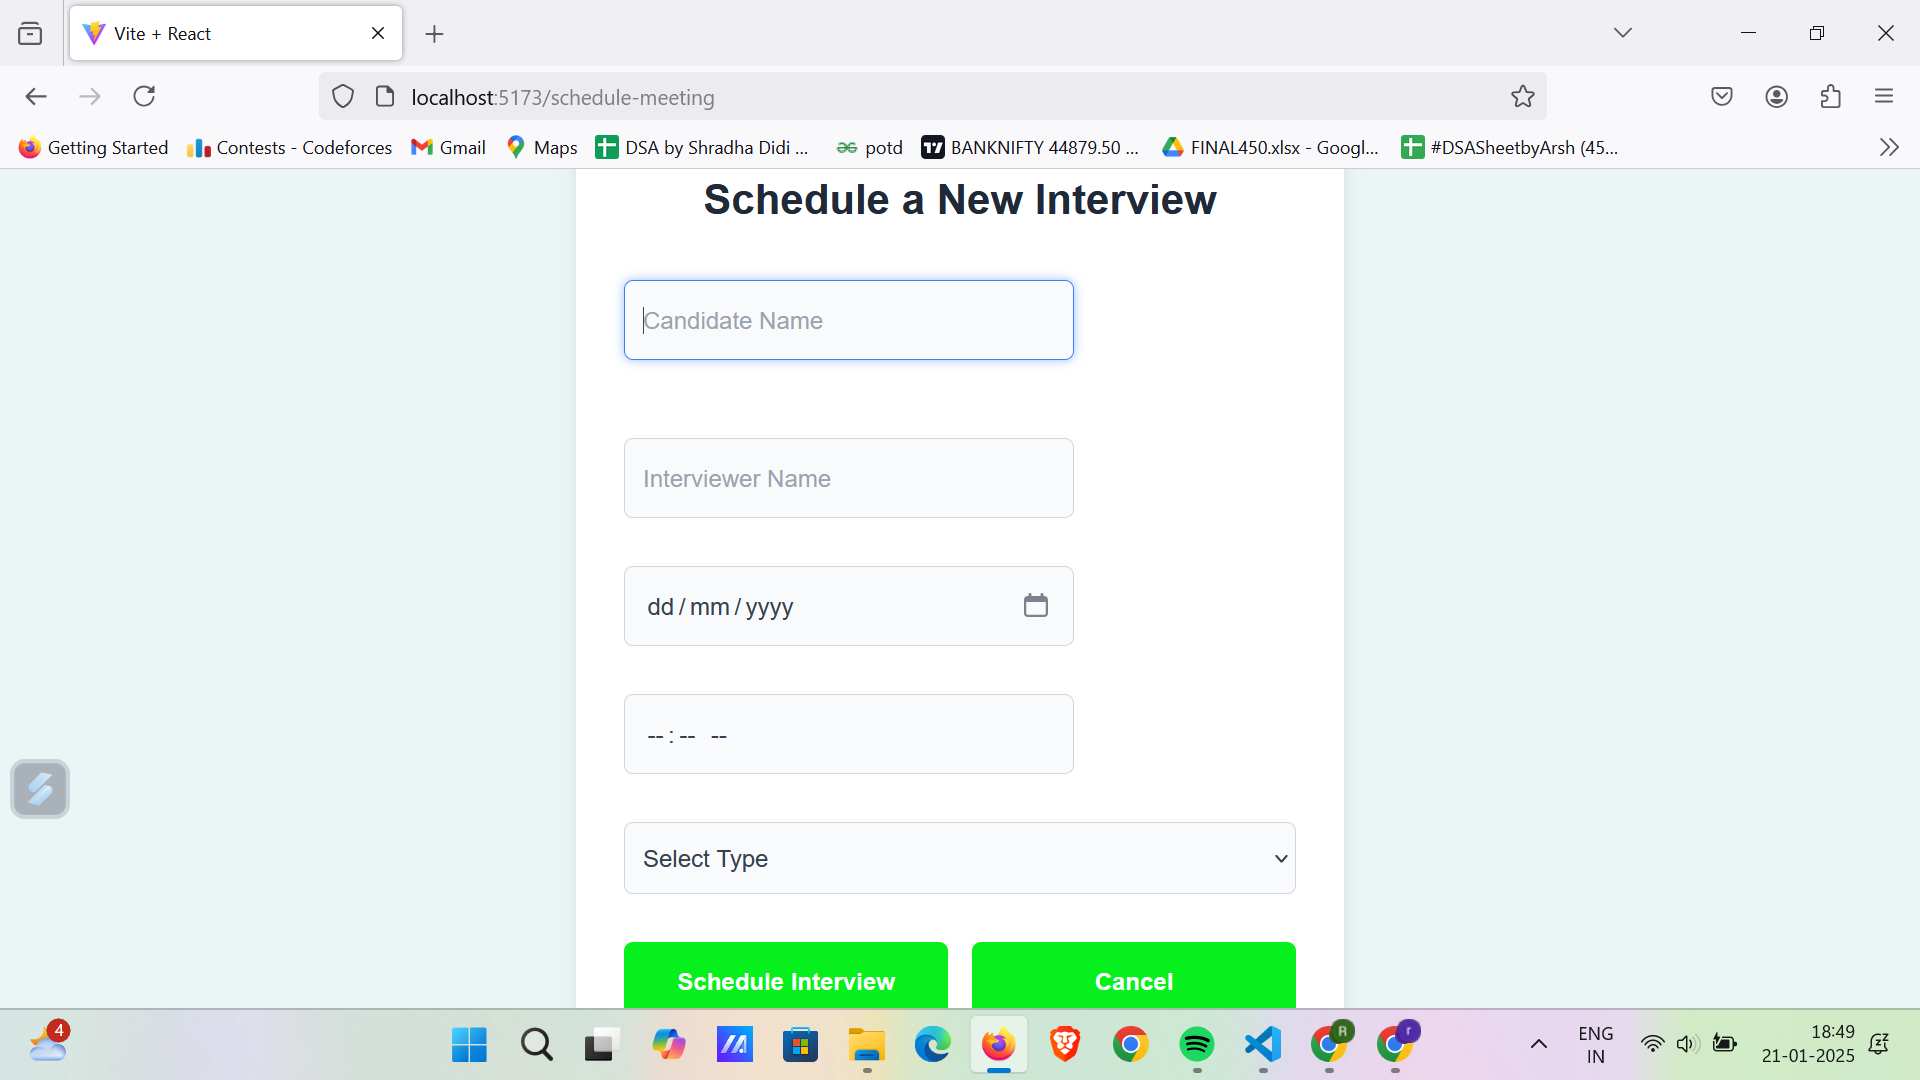 Vite + React
localhost:5173/schedule-meeting
Getting Started
Contests - Codeforces
Gmail
Maps
DSA by Shradha Didi ...
potd
BANKNIFTY 44879.50 ...
FINAL450.xlsx - Googl...
#DSASheetbyArsh (45...
Schedule a New Interview
Candidate Name
Interviewer Name
dd / mm / yyyy
-- : -- --
Select Type
Schedule Interview
Cancel
4
R
r
ENG
IN
18:49
21-01-2025